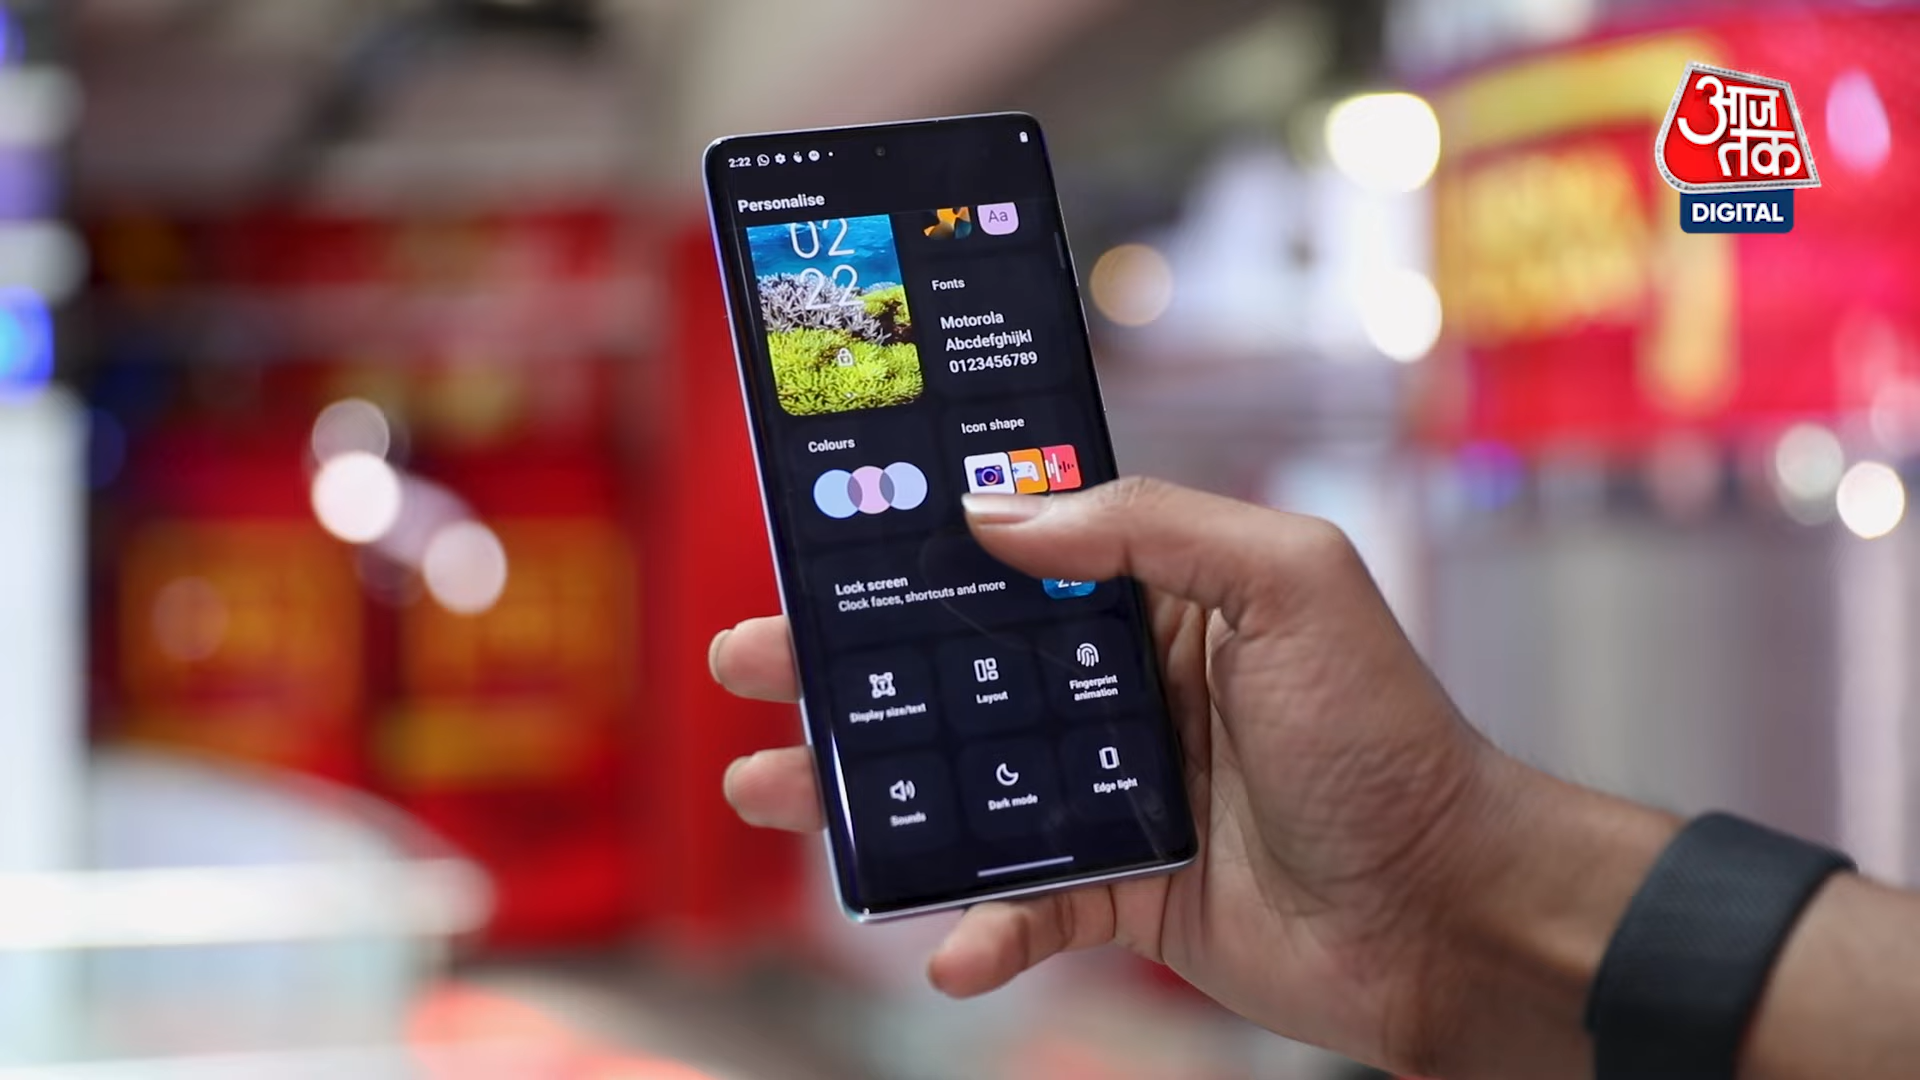 आज
तक
DIGITAL
2:22
Personalise
02
22
Aa
Fonts
Motorola
Abcdefghijkl
0123456789
Colours
Icon shape
Lock screen
Clock faces, shortcuts and more
22
Display size/text
Layout
Fingerprint
animation
Sounds
Dark mode
Edge light